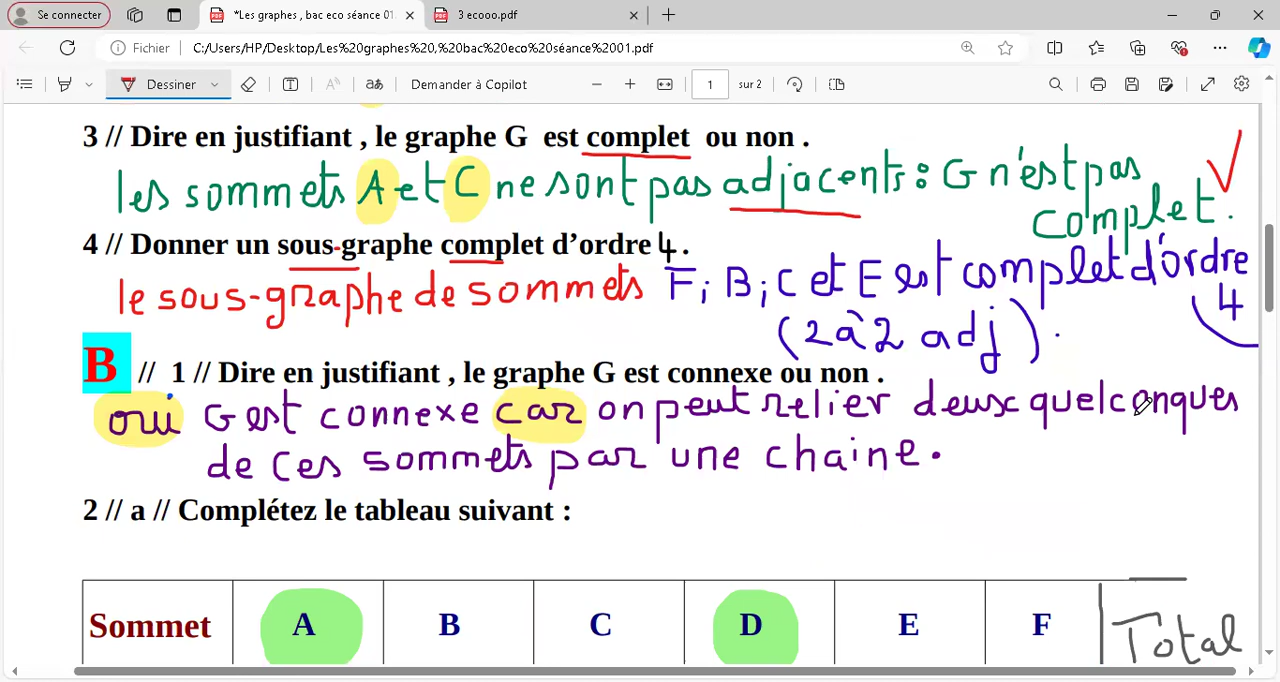 Se connecter
*Les graphes , bac eco séance 01.
3 ecooo.pdf
Fichier
C:/Users/HP/Desktop/Les%20graphes%20,%20bac%20eco%20séance%2001.pdf
Dessiner
aあ
Demander à Copilot
1
sur 2
3 // Dire en justifiant , le graphe G est complet ou non .
les sommets A et C ne sont pas adjacents : G n'est pas
complet.
4 // Donner un sous-graphe complet d’ordre 4 .
le sous-graphe de sommets F; B; C et E est complet d'ordre
4
(2 à 2 adj).
B // 1 // Dire en justifiant , le graphe G est connexe ou non .
oui G est connexe car on peut relier deux quelconques
de ces sommets par une chaine.
2 // a // Complétez le tableau suivant :
Sommet A B C D E F Total